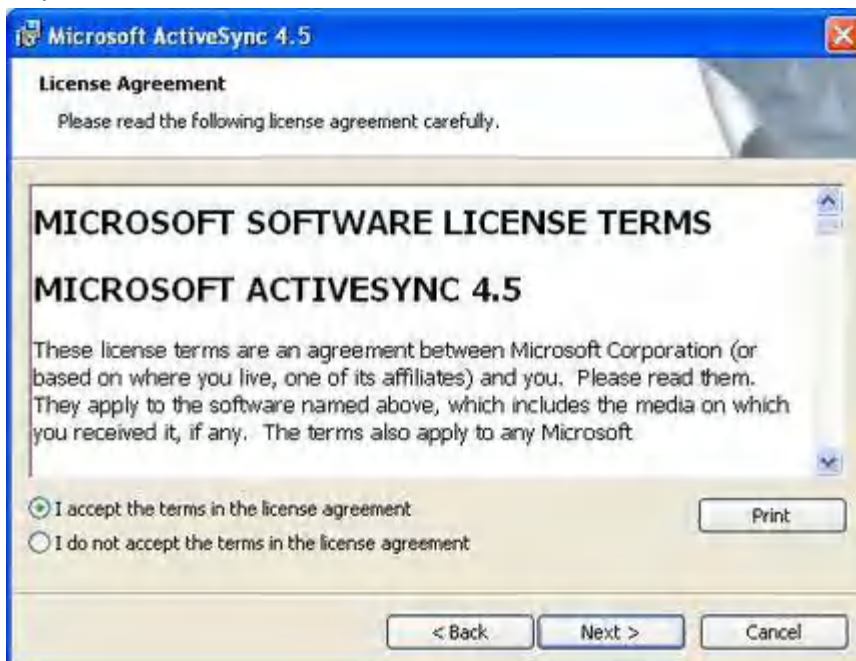 Microsoft ActiveSync 4.5
License Agreement
Please read the following license agreement carefully.
MICROSOFT SOFTWARE LICENSE TERMS
MICROSOFT ACTIVESYNC 4.5
These license terms are an agreement between Microsoft Corporation (or
based on where you live, one of its affiliates) and you.  Please read them.
They apply to the software named above, which includes the media on which
you received it, if any.  The terms also apply to any Microsoft
I accept the terms in the license agreement
Print
I do not accept the terms in the license agreement
< Back
Next >
Cancel